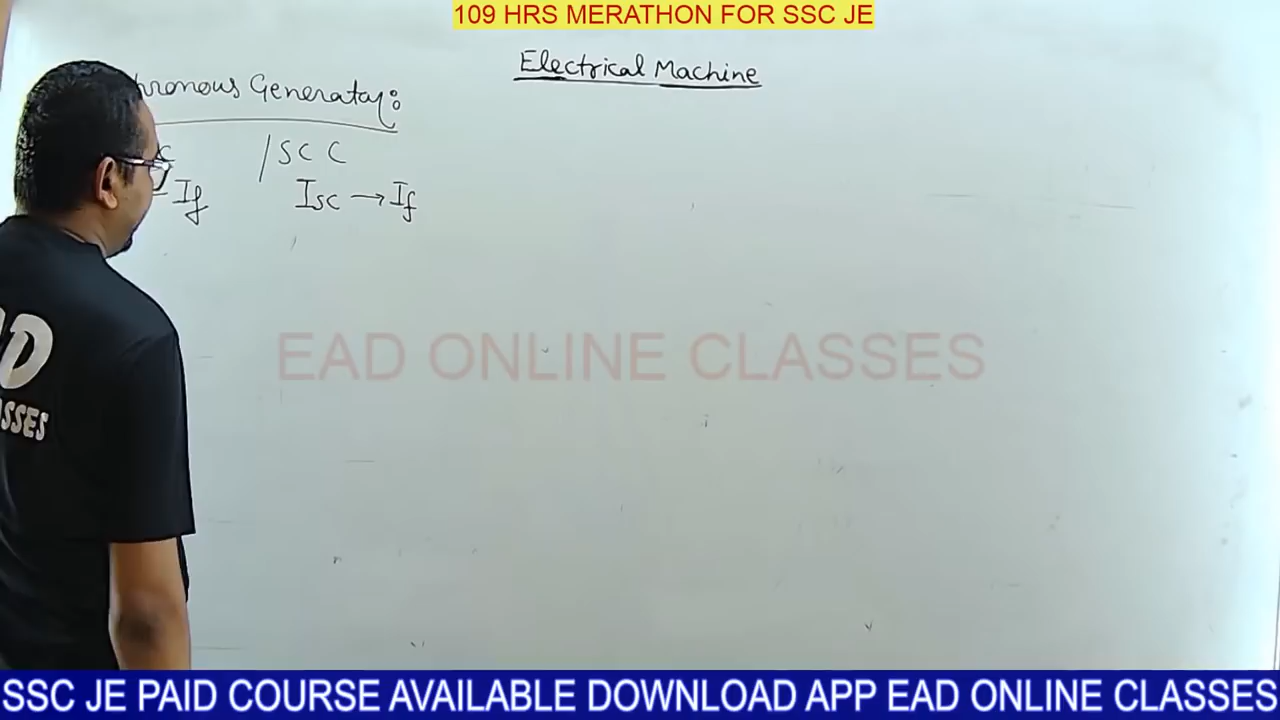 109 HRS MERATHON FOR SSC JE
Electrical Machine
hronous Generator:
/SCC
If Isc → If
EAD ONLINE CLASSES
D
SSES
SSC JE PAID COURSE AVAILABLE DOWNLOAD APP EAD ONLINE CLASSES